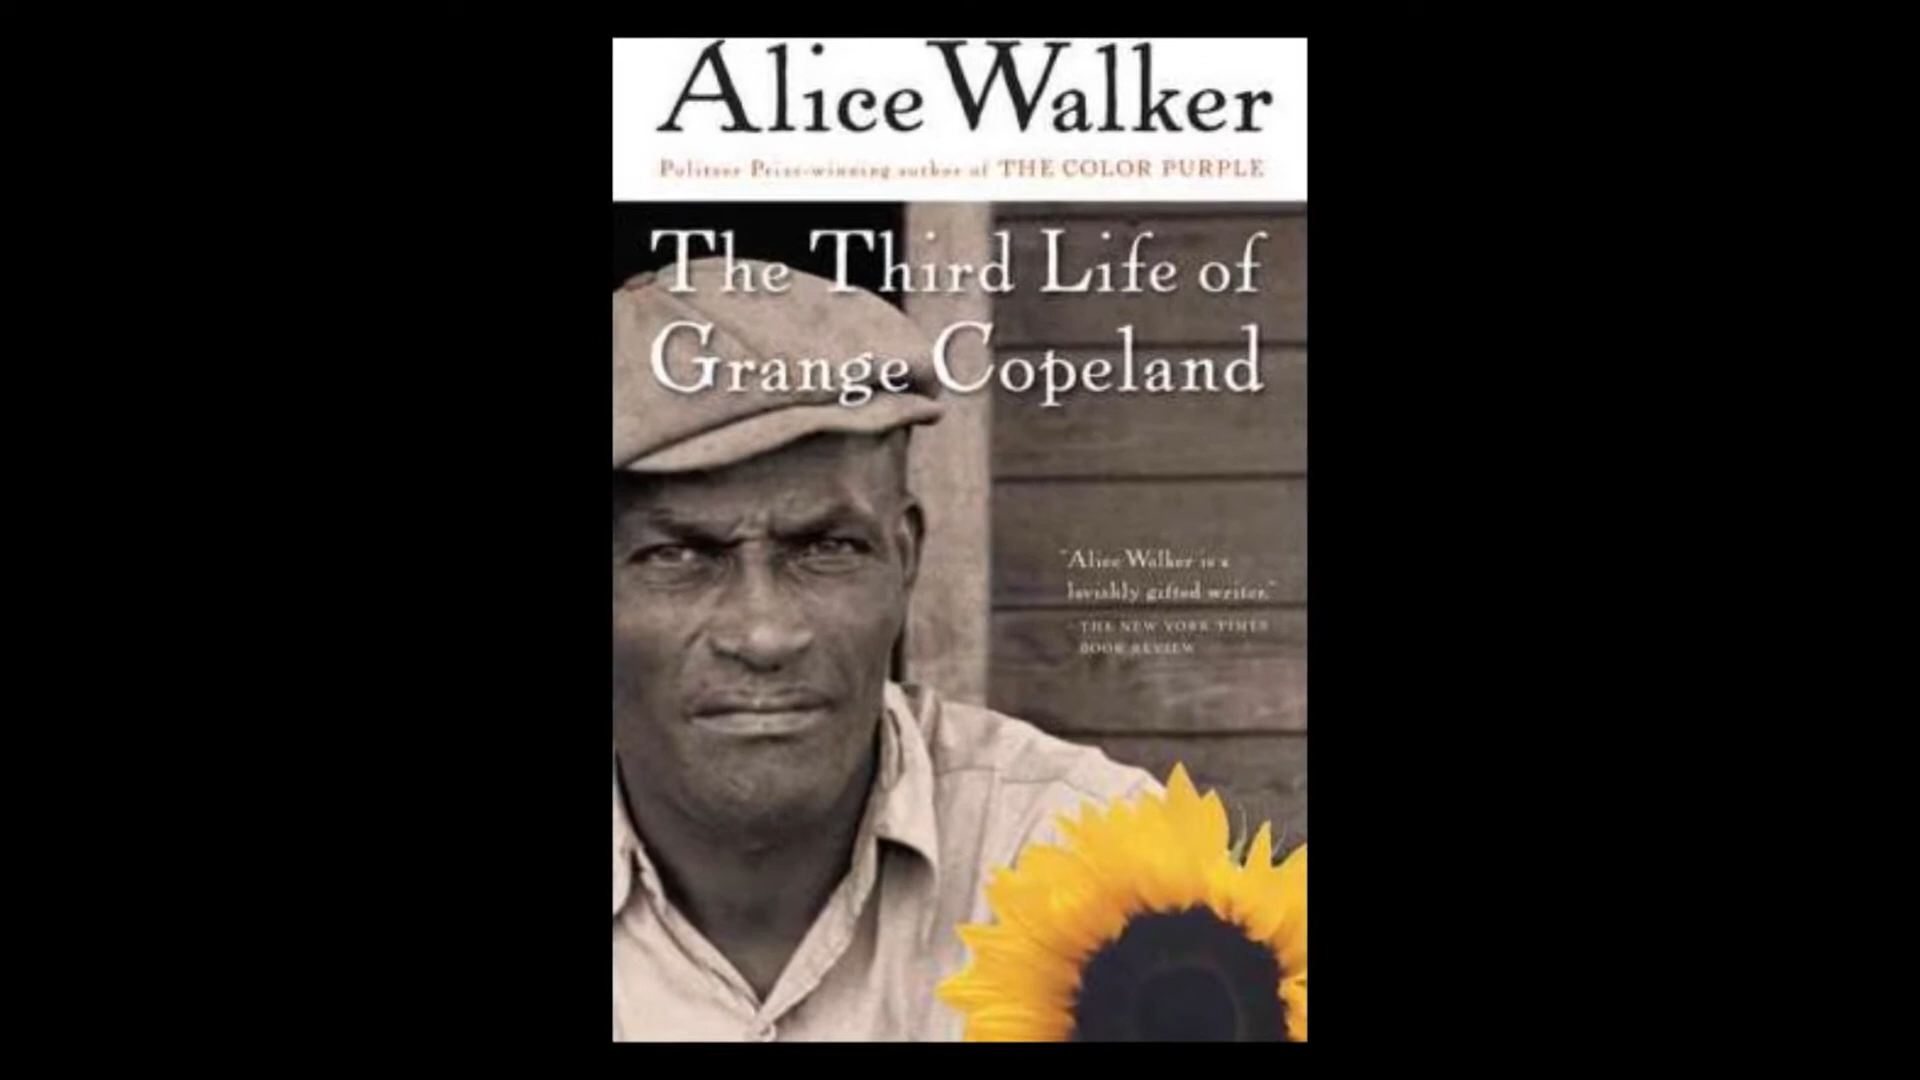 Alice Walker
Pulitzer Prize-winning author of THE COLOR PURPLE
The Third Life of
Grange Copeland
"Alice Walker is a
lavishly gifted writer."
THE NEW YORK TIMES
BOOK REVIEW